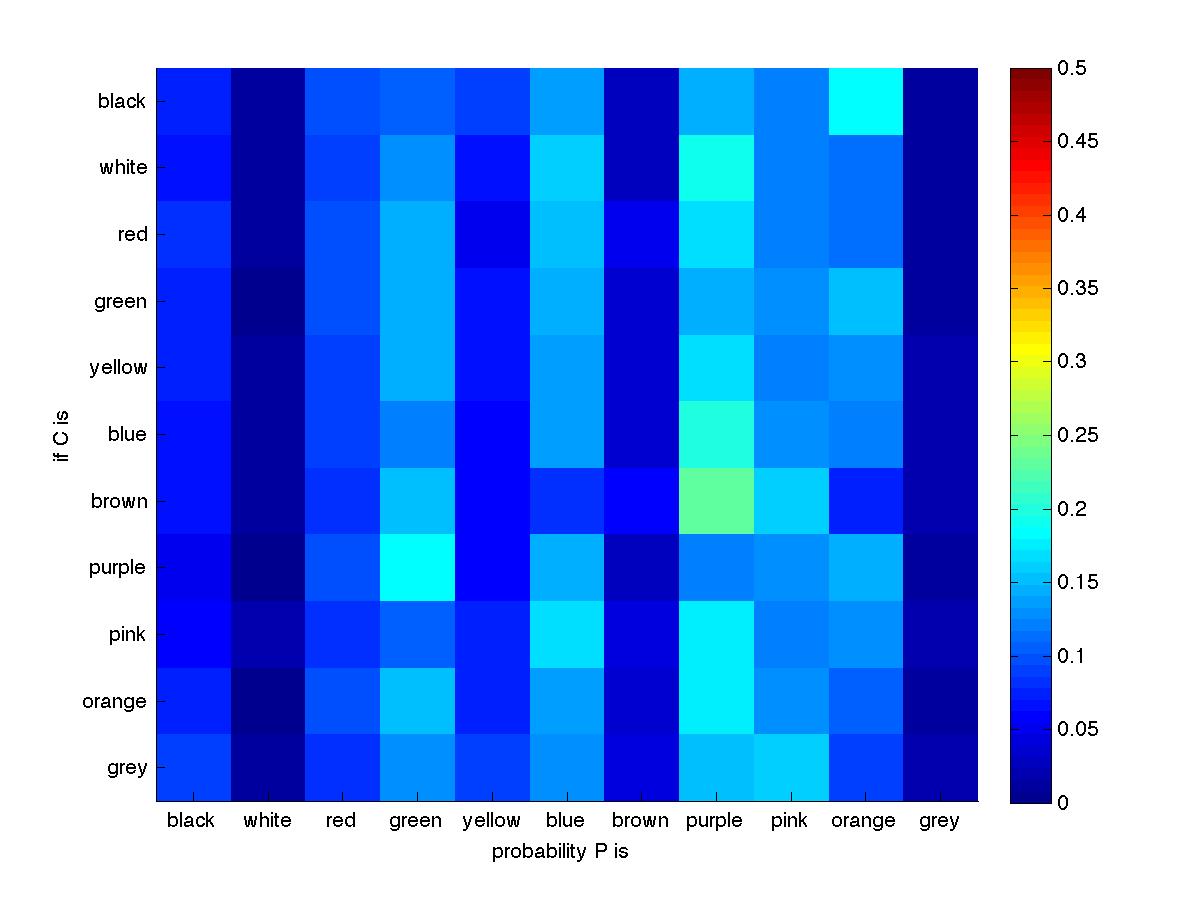 black
white
red
green
yellow
blue
brown
purple
pink
orange
grey
if C is
black white red green yellow blue brown purple pink orange grey
probability P is
0.5
0.45
0.4
0.35
0.3
0.25
0.2
0.15
0.1
0.05
0